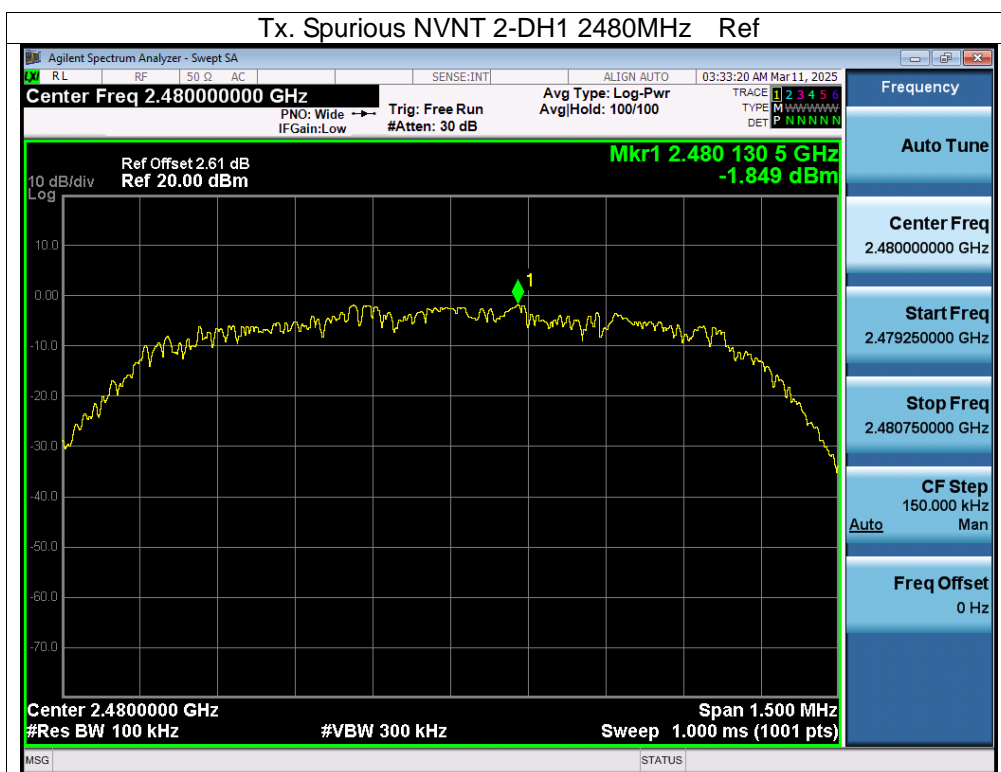 Tx. Spurious NVNT 2-DH1 2480MHz Ref
Agilent Spectrum Analyzer - Swept SA
LXI RL RF 50 Ω AC SENSE:INT ALIGN AUTO 03:33:20 AM Mar 11, 2025
Center Freq 2.480000000 GHz
PNO: Wide
IFGain:Low
Trig: Free Run
#Atten: 30 dB
Avg Type: Log-Pwr
Avg|Hold: 100/100
TRACE 1 2 3 4 5 6
TYPE M WWWWW
DET P N N N N N
Mkr1 2.480 130 5 GHz
-1.849 dBm
Ref Offset 2.61 dB
10 dB/div Ref 20.00 dBm
Log
10.0
0.00
-10.0
-20.0
-30.0
-40.0
-50.0
-60.0
-70.0
1
Center 2.4800000 GHz Span 1.500 MHz
#Res BW 100 kHz #VBW 300 kHz Sweep 1.000 ms (1001 pts)
MSG STATUS
Frequency
Auto Tune
Center Freq
2.480000000 GHz
Start Freq
2.479250000 GHz
Stop Freq
2.480750000 GHz
CF Step
150.000 kHz
Auto Man
Freq Offset
0 Hz